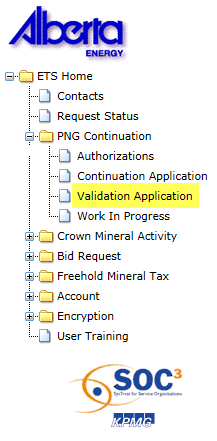 Alberta
ENERGY
ETS Home
Contacts
Request Status
PNG Continuation
Authorizations
Continuation Application
Validation Application
Work In Progress
Crown Mineral Activity
Bid Request
Freehold Mineral Tax
Account
Encryption
User Training
SOC3
SysTrust for Service Organisations
KPMG